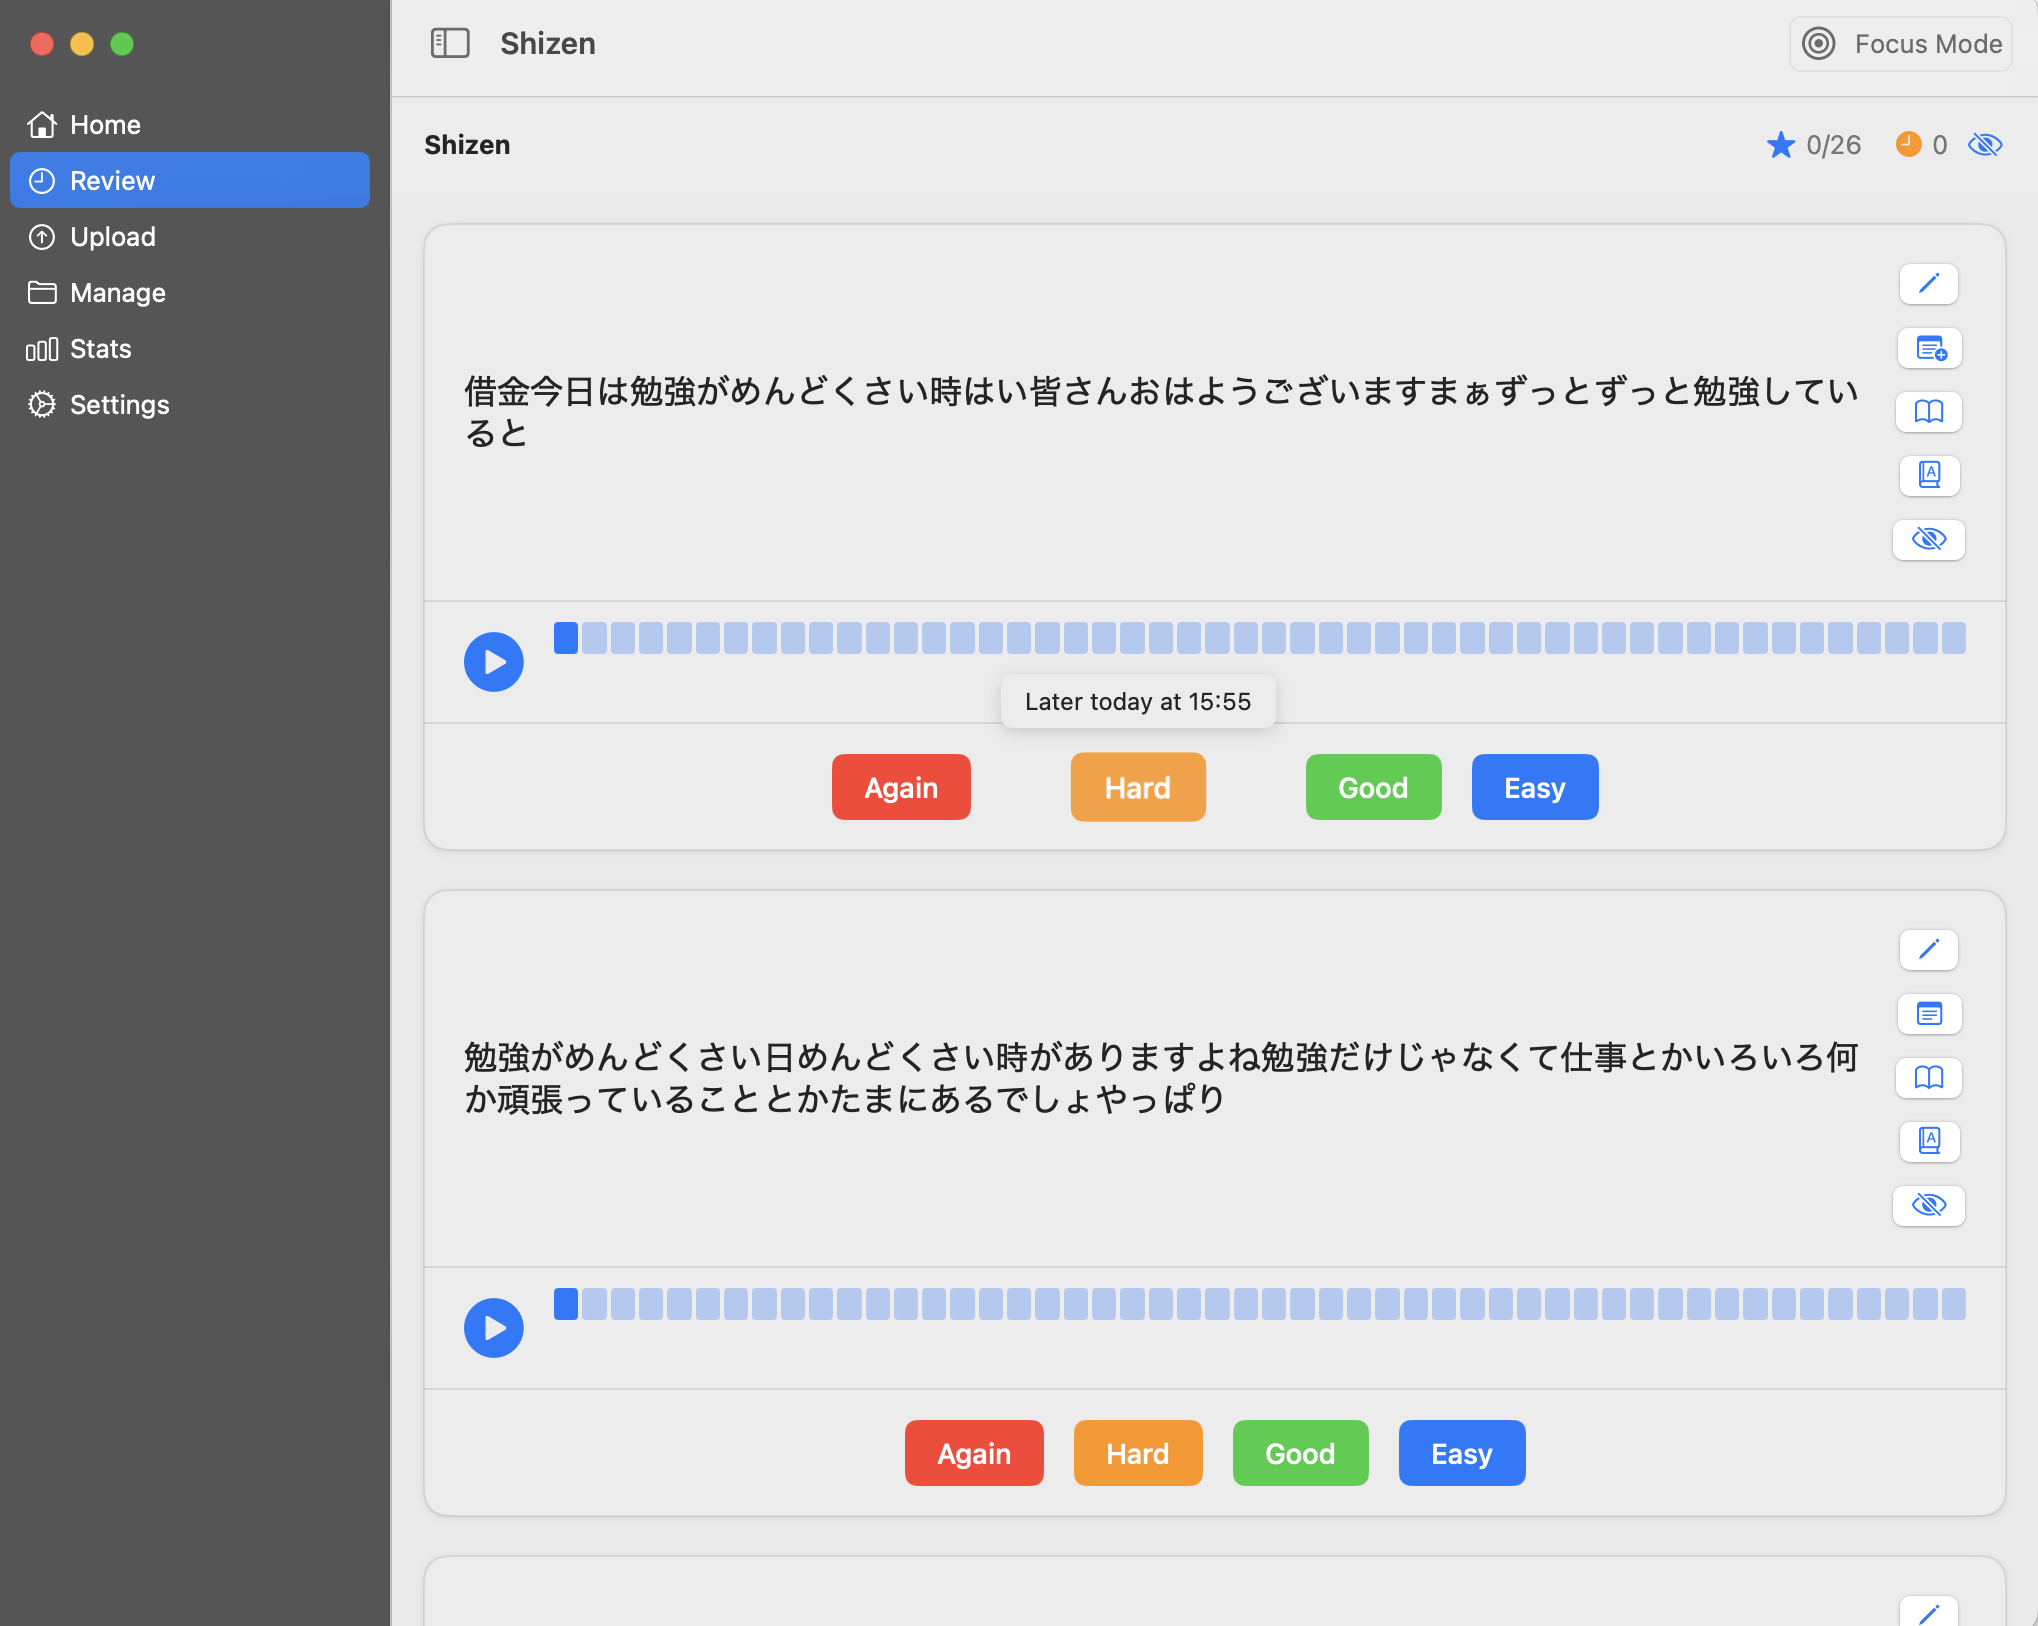 Shizen
Focus Mode
Home
Review
Upload
Manage
Stats
Settings
Shizen
0/26
0
借金今日は勉強がめんどくさい時はい皆さんおはようございますまぁずっとずっと勉強してい
ると
Later today at 15:55
Again
Hard
Good
Easy
勉強がめんどくさい日めんどくさい時がありますよね勉強だけじゃなくて仕事とかいろいろ何
か頑張っていることとかたまにあるでしょやっぱり
Again
Hard
Good
Easy